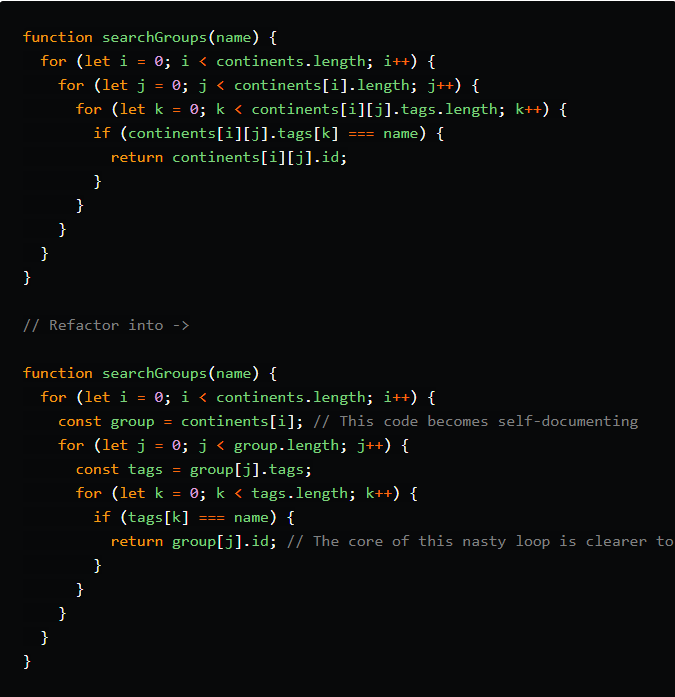 function searchGroups(name) {
  for (let i = 0; i < continents.length; i++) {
    for (let j = 0; j < continents[i].length; j++) {
      for (let k = 0; k < continents[i][j].tags.length; k++) {
        if (continents[i][j].tags[k] === name) {
          return continents[i][j].id;
        }
      }
    }
  }
}
// Refactor into ->
function searchGroups(name) {
  for (let i = 0; i < continents.length; i++) {
    const group = continents[i]; // This code becomes self-documenting
    for (let j = 0; j < group.length; j++) {
      const tags = group[j].tags;
      for (let k = 0; k < tags.length; k++) {
        if (tags[k] === name) {
          return group[j].id; // The core of this nasty loop is clearer to
        }
      }
    }
  }
}